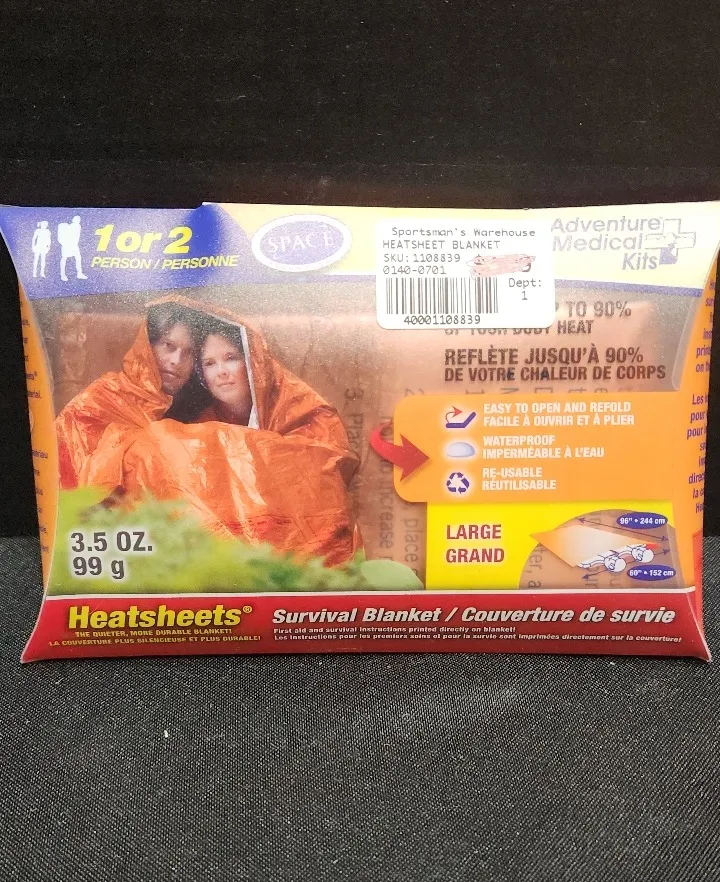 1 or 2
PERSON / PERSONNE
SPACE
Sportsman's Warehouse
HEATSHEET BLANKET
SKU: 1108839
0140-0701
Dept:
1
40001108839
Adventure
Medical
Kits
TO 90%
BODY HEAT
REFLÈTE JUSQU'À 90%
DE VOTRE CHALEUR DE CORPS
EASY TO OPEN AND REFOLD
FACILE À OUVRIR ET À PLIER
WATERPROOF
IMPERMÉABLE À L'EAU
RE-USABLE
RÉUTILISABLE
LARGE
GRAND
96" • 244 cm
60" • 152 cm
3.5 OZ.
99 g
Heatsheets®
THE QUIETER, MORE DURABLE BLANKET!
LA COUVERTURE PLUS SILENCIEUSE ET PLUS DURABLE!
Survival Blanket / Couverture de survie
First aid and survival instructions printed directly on blanket!
Les instructions pour les premiers soins et pour la survie sont imprimées directement sur la couverture!